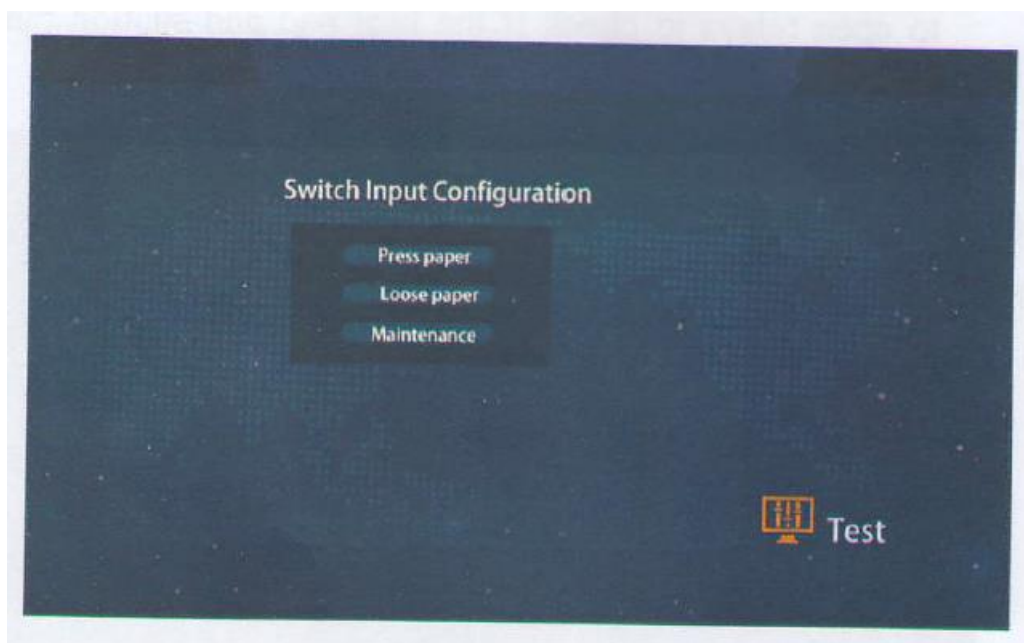 Switch Input Configuration
Press paper
Loose paper
Maintenance
Test